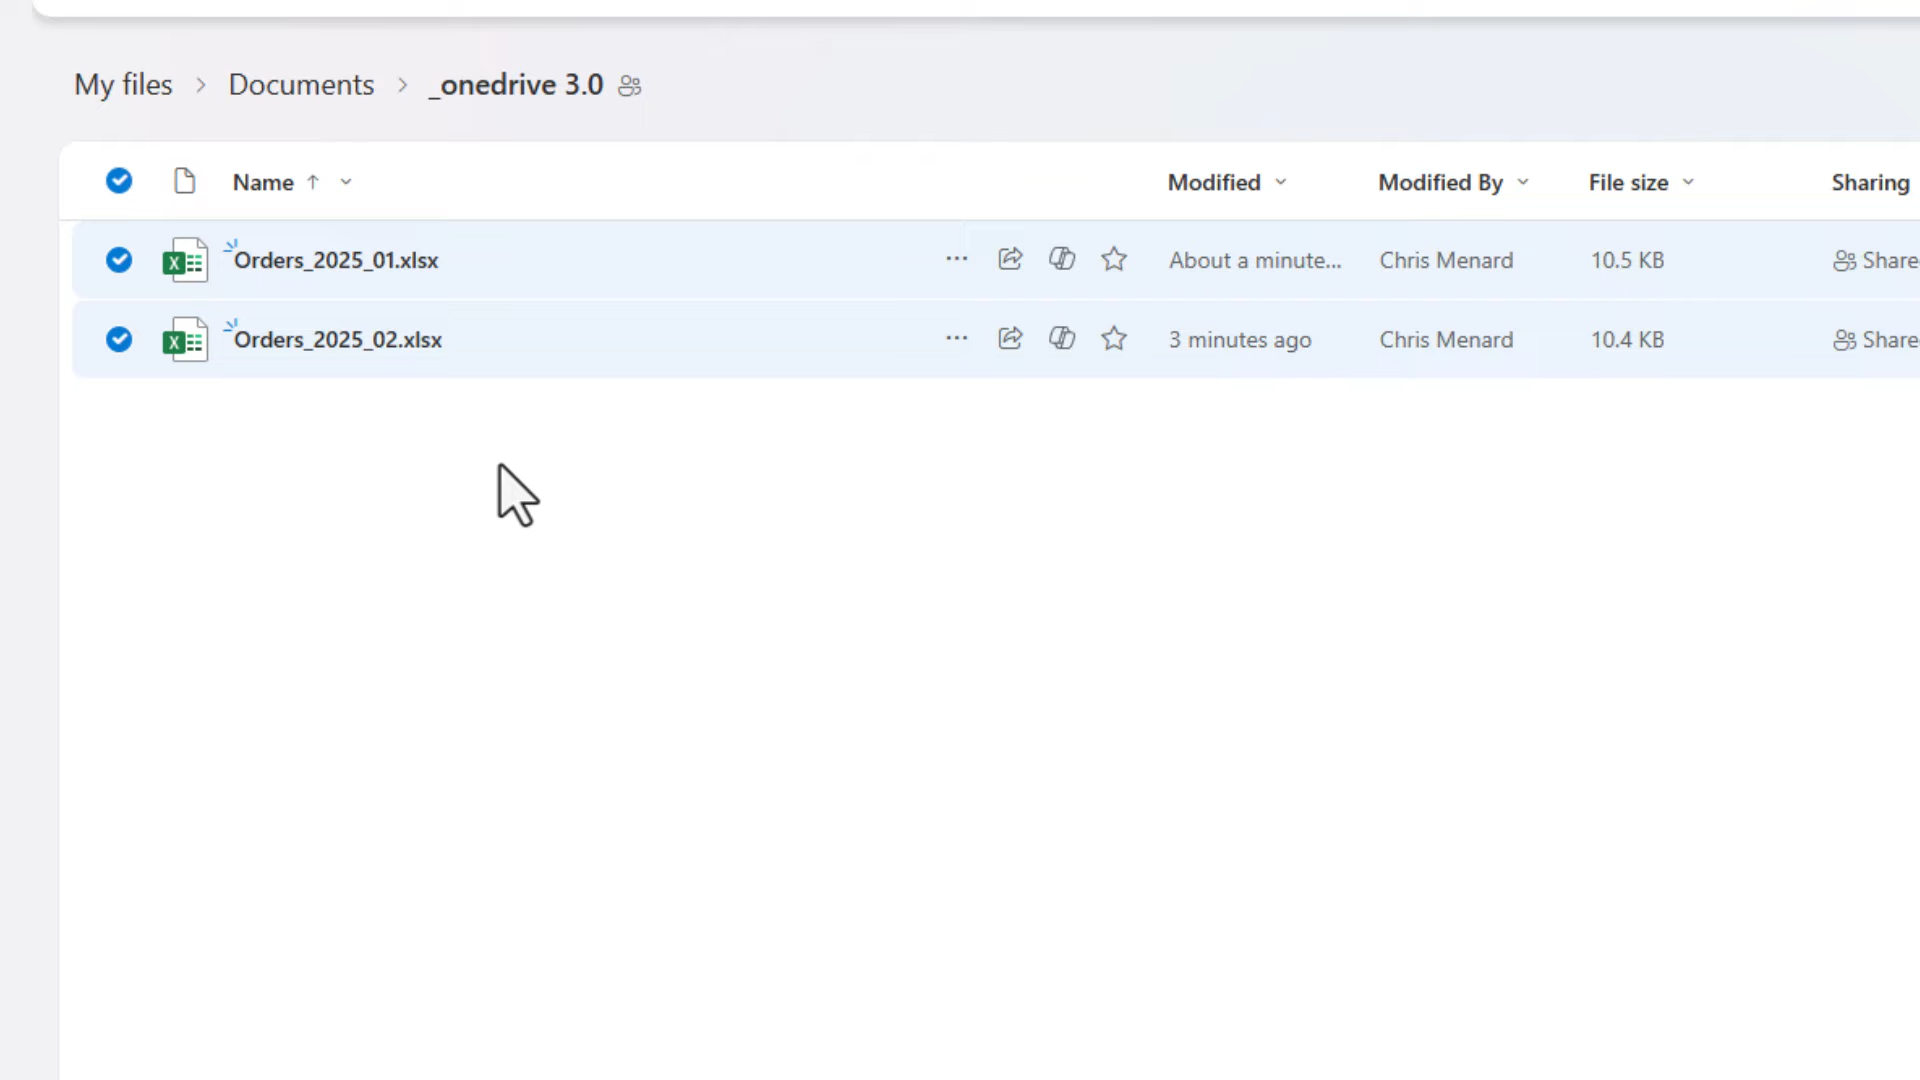 My files > Documents > _onedrive 3.0
Name Modified Modified By File size Sharing
Orders_2025_01.xlsx ... About a minute... Chris Menard 10.5 KB Share
Orders_2025_02.xlsx ... 3 minutes ago Chris Menard 10.4 KB Share